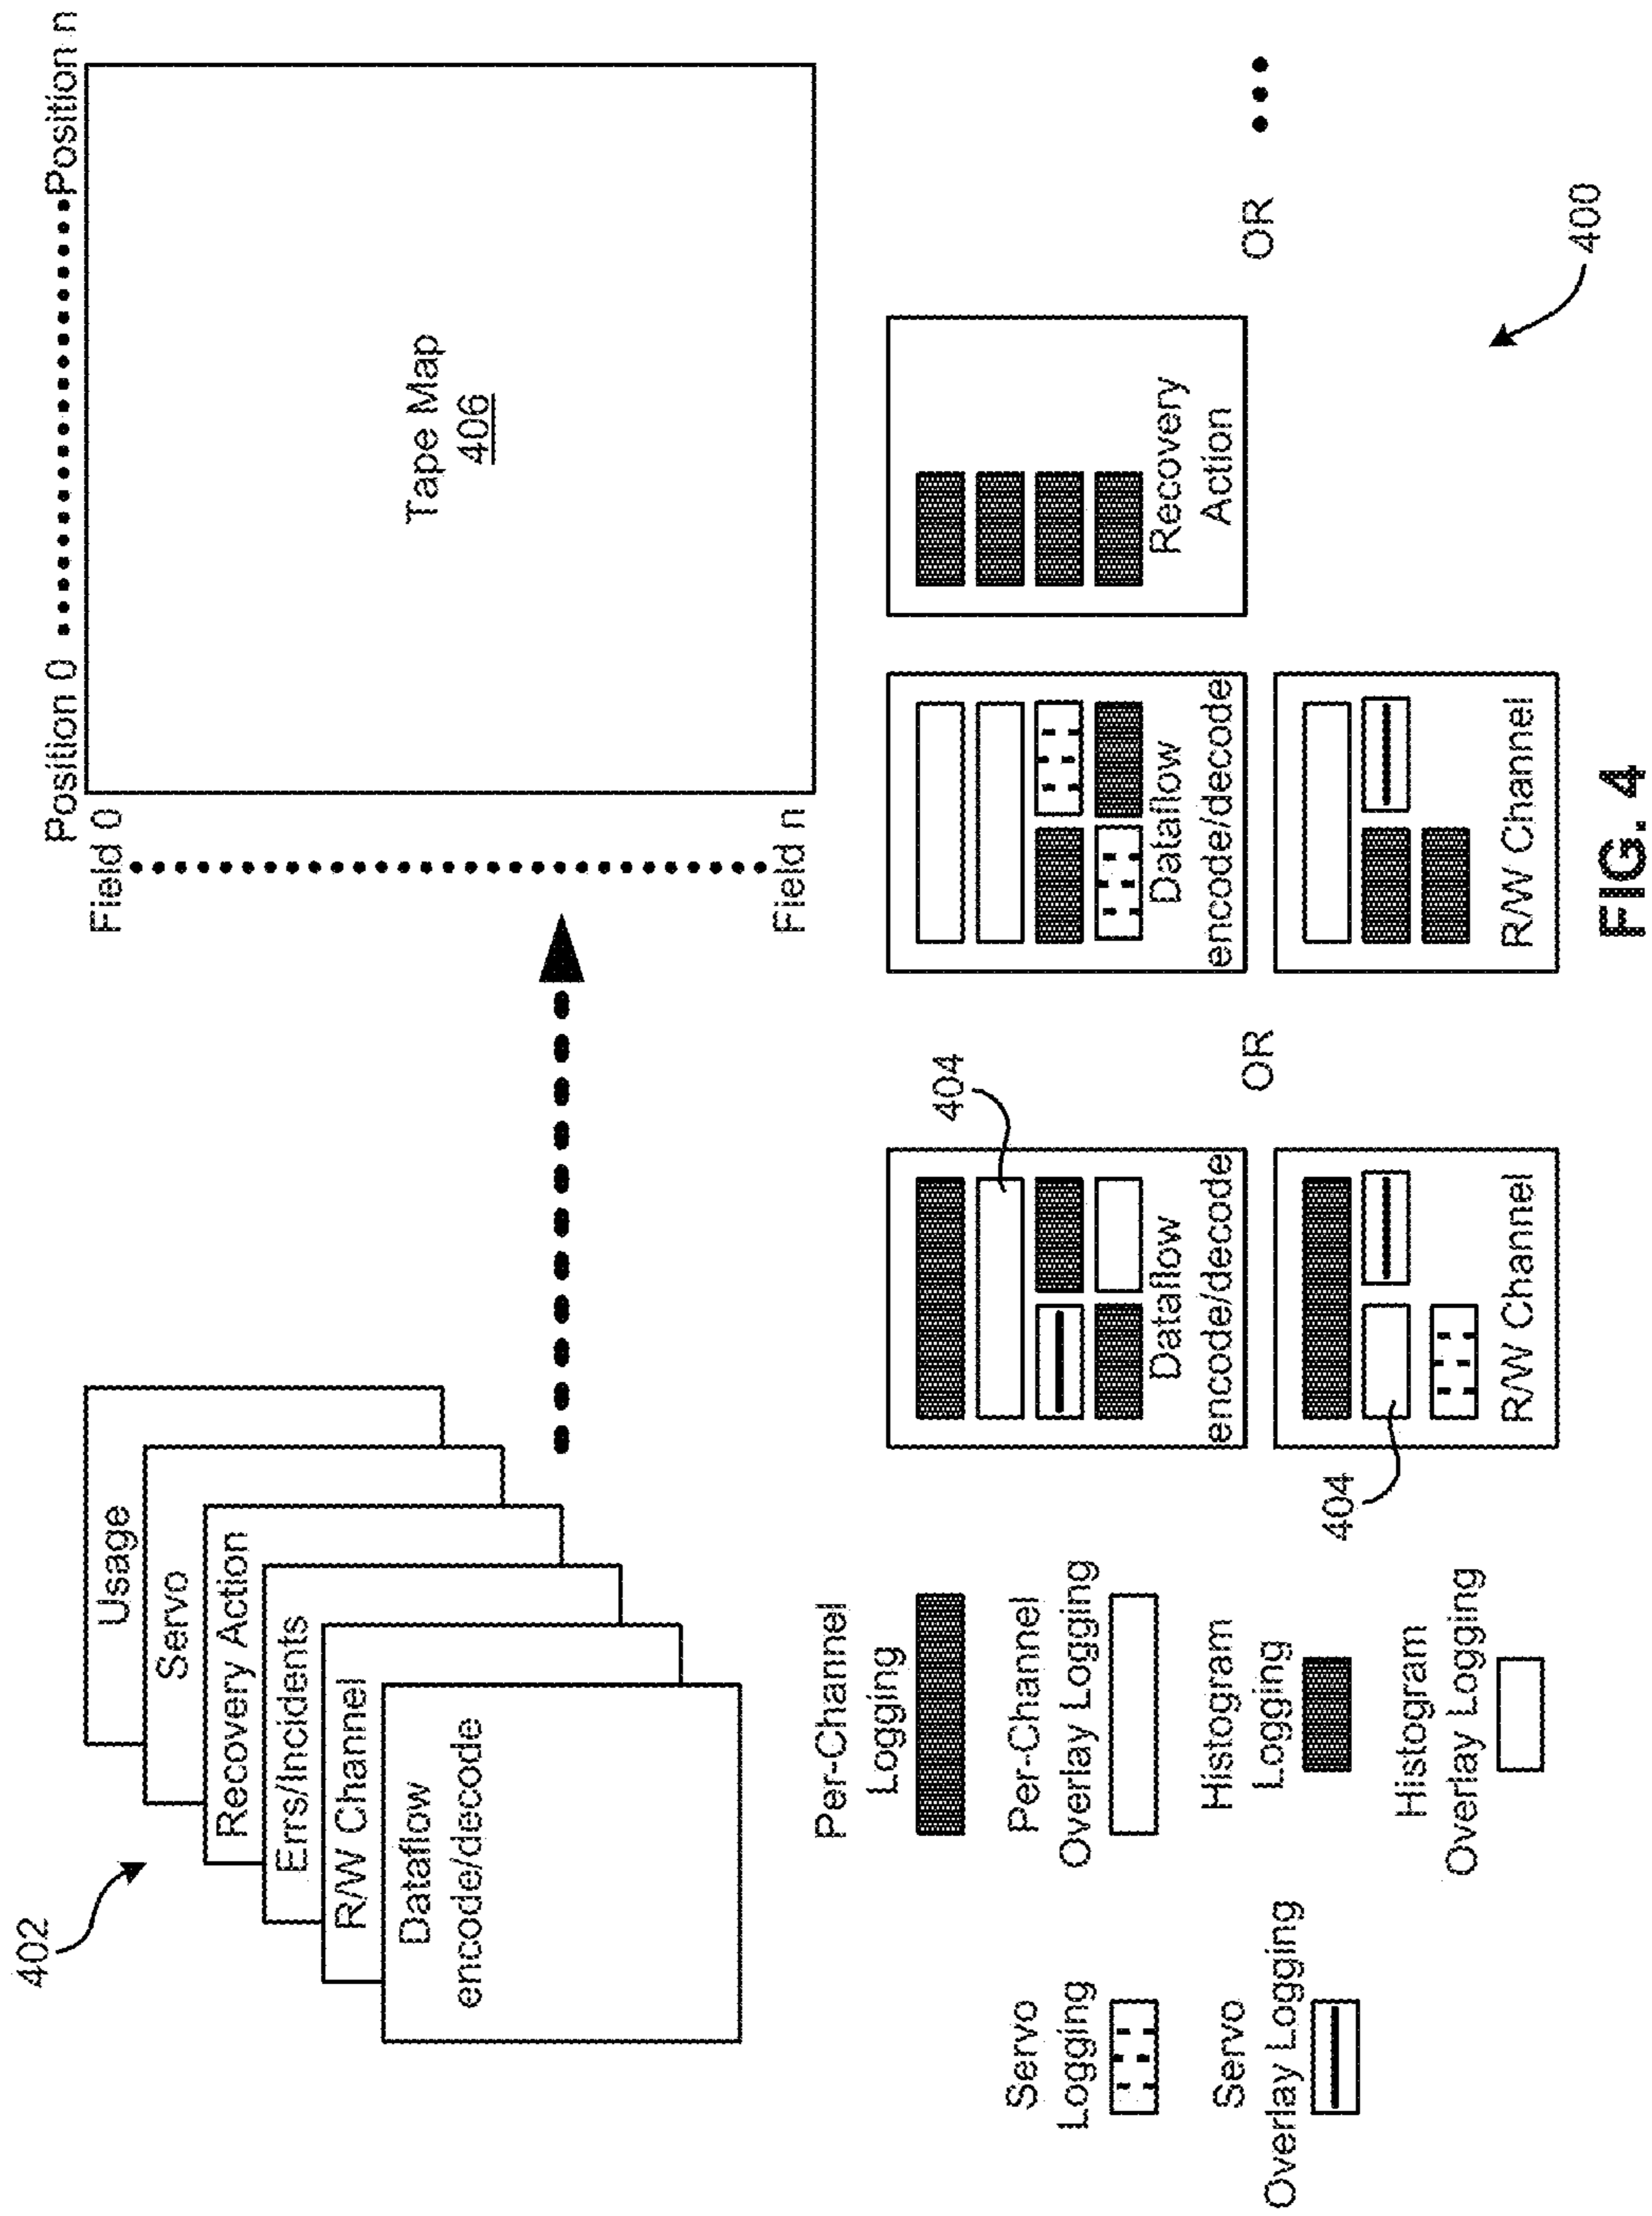 402
Usage
Servo
Recovery Action
Errs/Incidents
R/W Channel
Dataflow
encode/decode
Position 0
Position n
Field 0
Field n
Tape Map
406
Servo
Logging
Servo
Overlay Logging
Per-Channel
Logging
Per-Channel
Overlay Logging
Histogram
Logging
Histogram
Overlay Logging
404
Dataflow
encode/decode
404
R/W Channel
OR
Dataflow
encode/decode
R/W Channel
Recovery
Action
OR
400
FIG. 4